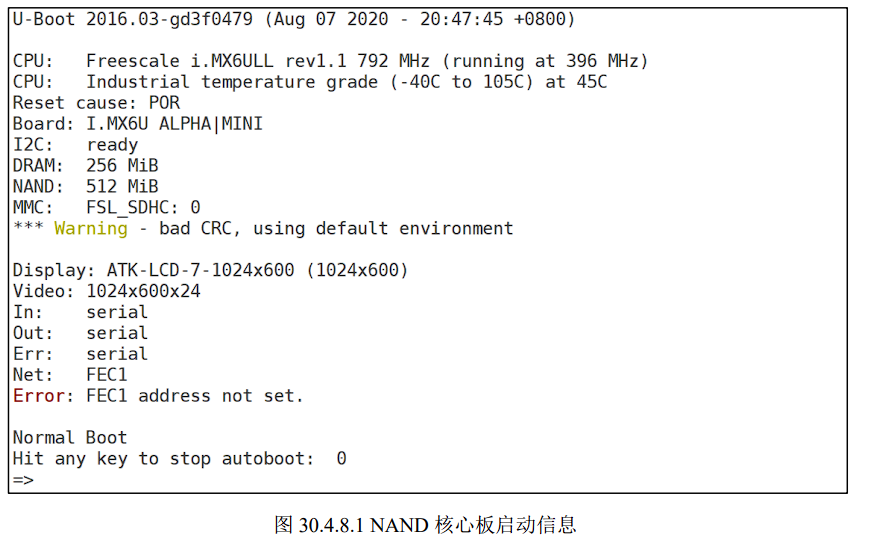 U-Boot 2016.03-gd3f0479 (Aug 07 2020 - 20:47:45 +0800)
CPU:   Freescale i.MX6ULL rev1.1 792 MHz (running at 396 MHz)
CPU:   Industrial temperature grade (-40C to 105C) at 45C
Reset cause: POR
Board: I.MX6U ALPHA|MINI
I2C:   ready
DRAM:  256 MiB
NAND:  512 MiB
MMC:   FSL_SDHC: 0
*** Warning - bad CRC, using default environment
Display: ATK-LCD-7-1024x600 (1024x600)
Video: 1024x600x24
In:    serial
Out:   serial
Err:   serial
Net:   FEC1
Error: FEC1 address not set.
Normal Boot
Hit any key to stop autoboot:  0
=>
图 30.4.8.1 NAND 核心板启动信息